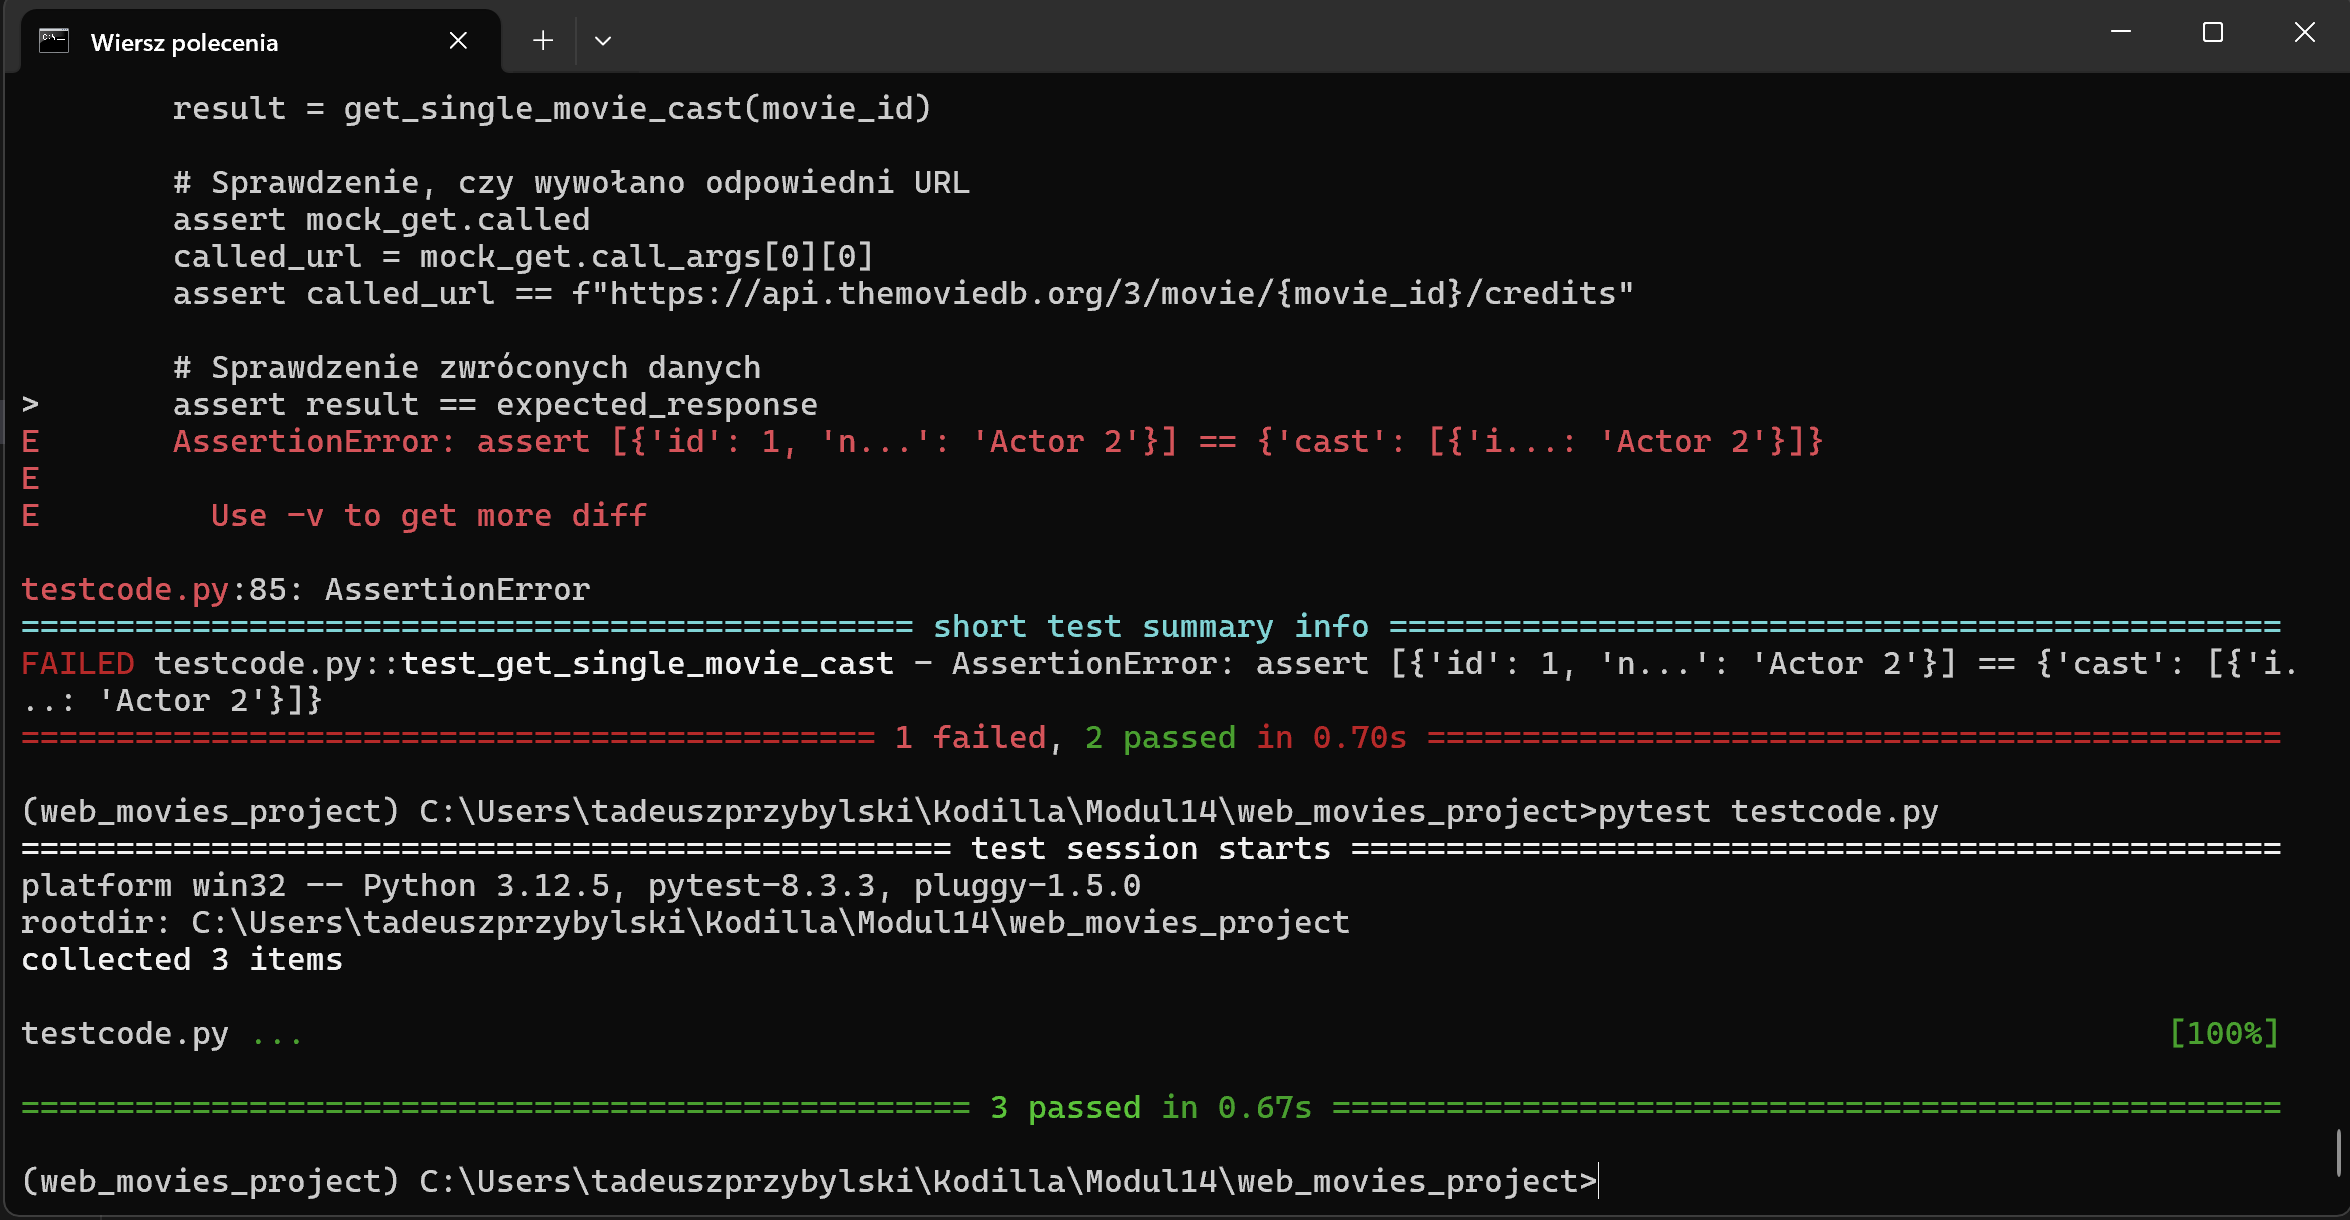 Wiersz polecenia
result = get_single_movie_cast(movie_id)
# Sprawdzenie, czy wywołano odpowiedni URL
assert mock_get.called
called_url = mock_get.call_args[0][0]
assert called_url == f"https://api.themoviedb.org/3/movie/{movie_id}/credits"
# Sprawdzenie zwróconych danych
> assert result == expected_response
E AssertionError: assert [{'id': 1, 'n...': 'Actor 2'}] == {'cast': [{'i...: 'Actor 2'}]}
E
E Use -v to get more diff
testcode.py:85: AssertionError
=============================================== short test summary info ===============================================
FAILED testcode.py::test_get_single_movie_cast - AssertionError: assert [{'id': 1, 'n...': 'Actor 2'}] == {'cast': [{'i.
..: 'Actor 2'}]}
============================================= 1 failed, 2 passed in 0.70s =============================================
(web_movies_project) C:\Users\tadeuszprzybylski\Kodilla\Modul14\web_movies_project>pytest testcode.py
================================================= test session starts =================================================
platform win32 -- Python 3.12.5, pytest-8.3.3, pluggy-1.5.0
rootdir: C:\Users\tadeuszprzybylski\Kodilla\Modul14\web_movies_project
collected 3 items
testcode.py ... [100%]
================================================== 3 passed in 0.67s ==================================================
(web_movies_project) C:\Users\tadeuszprzybylski\Kodilla\Modul14\web_movies_project>